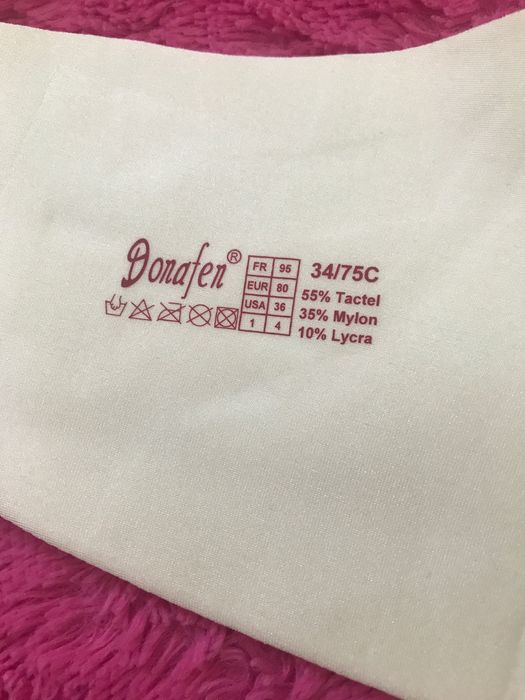 Donafen®
FR 95
EUR 80
USA 36
1 4
34/75C
55% Tactel
35% Mylon
10% Lycra